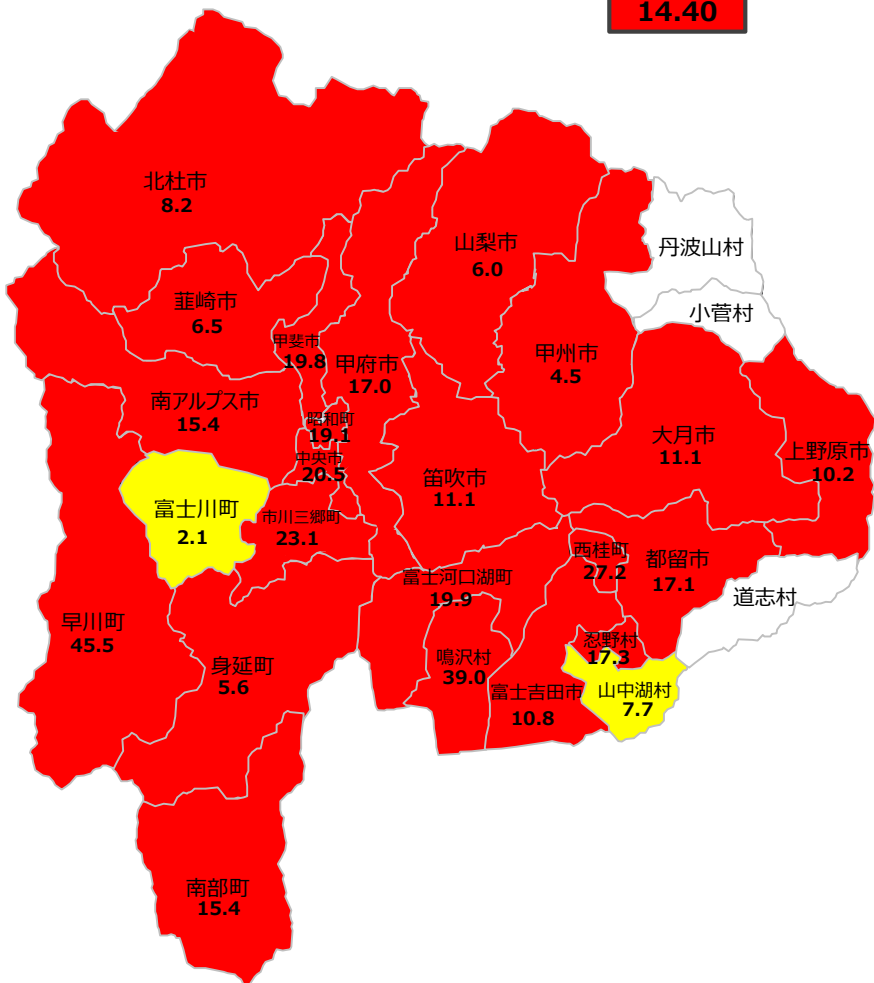 14.40
北杜市
8.2
山梨市
6.0
丹波山村
小菅村
韮崎市
6.5
甲斐市
19.8
甲府市
17.0
甲州市
4.5
南アルプス市
15.4
昭和町
19.1
中央市
20.5
大月市
11.1
上野原市
10.2
笛吹市
11.1
富士川町
2.1
市川三郷町
23.1
西桂町
27.2
都留市
17.1
富士河口湖町
19.9
道志村
早川町
45.5
忍野村
17.3
身延町
5.6
鳴沢村
39.0
富士吉田市
10.8
山中湖村
7.7
南部町
15.4